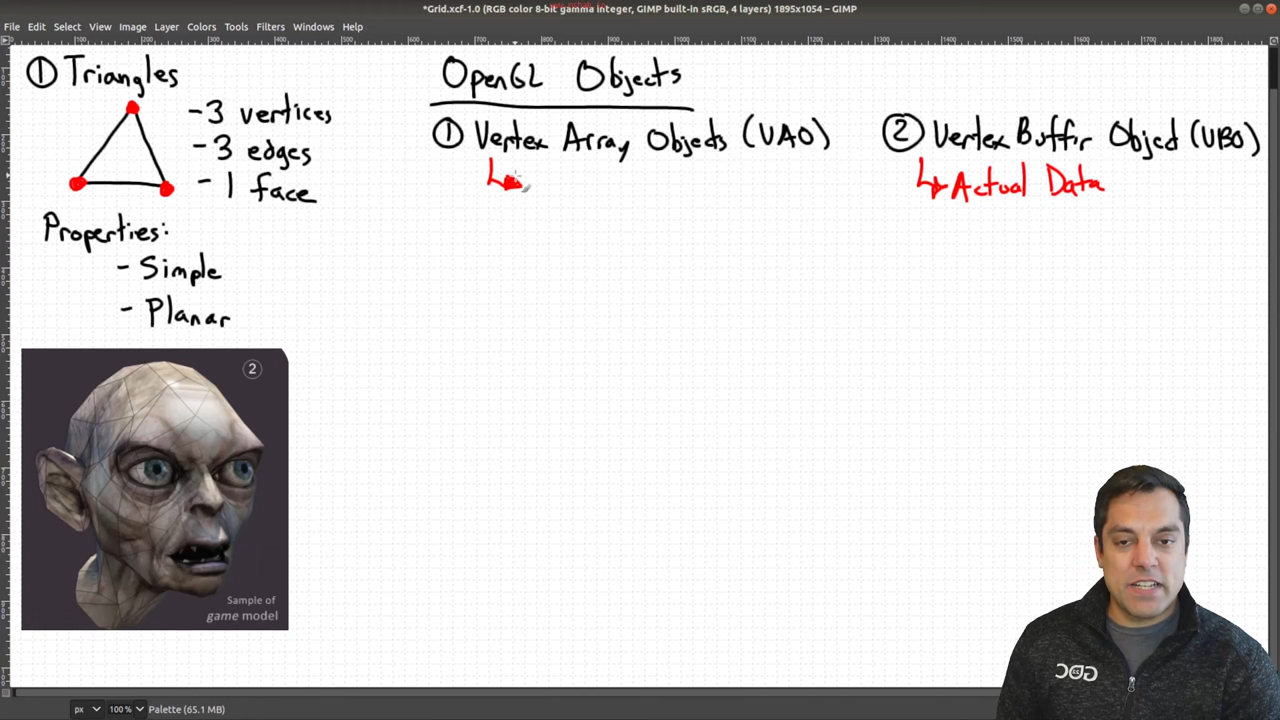 *Grid.xcf-1.0 (RGB color 8-bit gamma integer, GIMP built-in sRGB, 4 layers) 1895x1054 – GIMP
File Edit Select View Image Layer Colors Tools Filters Windows Help
① Triangles
-3 vertices
-3 edges
-1 face
Properties:
- Simple
- Planar
②
Sample of
game model
OpenGL Objects
① Vertex Array Objects (VAO)
② Vertex Buffer Object (VBO)
Actual Data
GDC
px 100% Palette (65.1 MB)